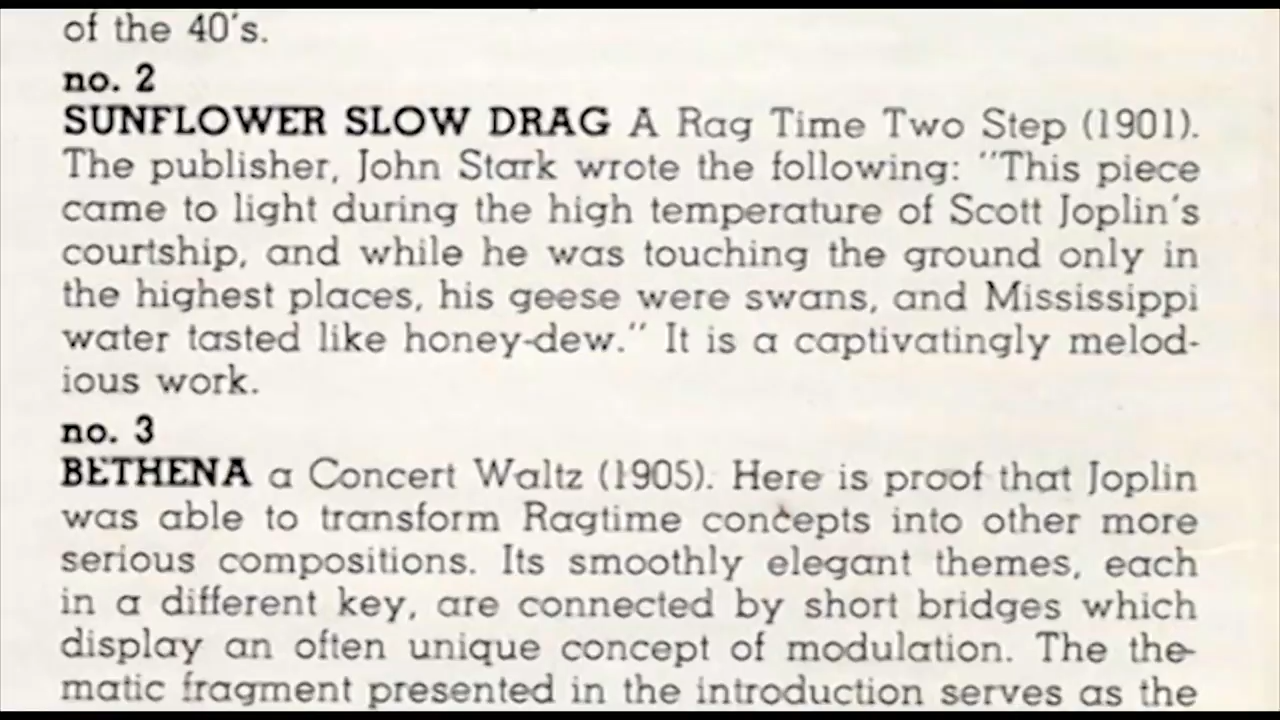 of the 40's.
no. 2
SUNFLOWER SLOW DRAG A Rag Time Two Step (1901).
The publisher, John Stark wrote the following: "This piece
came to light during the high temperature of Scott Joplin's
courtship, and while he was touching the ground only in
the highest places, his geese were swans, and Mississippi
water tasted like honey-dew." It is a captivatingly melod-
ious work.
no. 3
BETHENA a Concert Waltz (1905). Here is proof that Joplin
was able to transform Ragtime concepts into other more
serious compositions. Its smoothly elegant themes, each
in a different key, are connected by short bridges which
display an often unique concept of modulation. The the-
matic fragment presented in the introduction serves as the